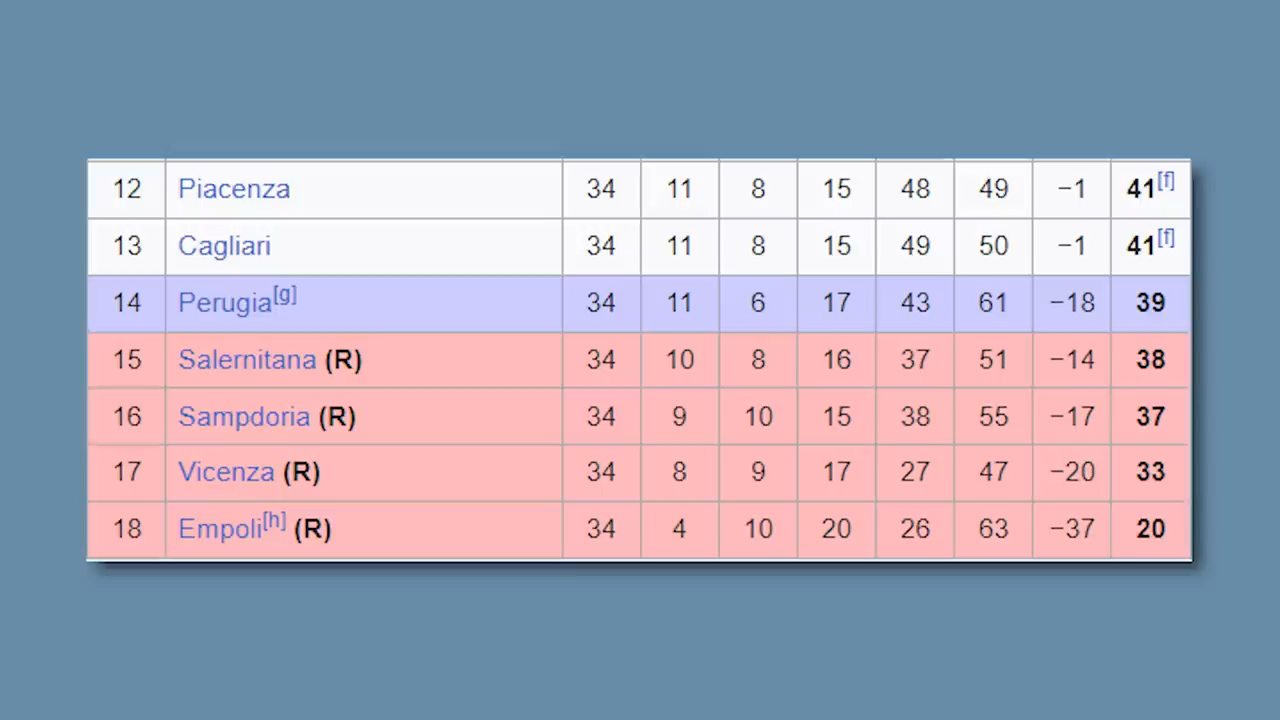 12 Piacenza 34 11 8 15 48 49 −1 41[f]
13 Cagliari 34 11 8 15 49 50 −1 41[f]
14 Perugia[g] 34 11 6 17 43 61 −18 39
15 Salernitana (R) 34 10 8 16 37 51 −14 38
16 Sampdoria (R) 34 9 10 15 38 55 −17 37
17 Vicenza (R) 34 8 9 17 27 47 −20 33
18 Empoli[h] (R) 34 4 10 20 26 63 −37 20